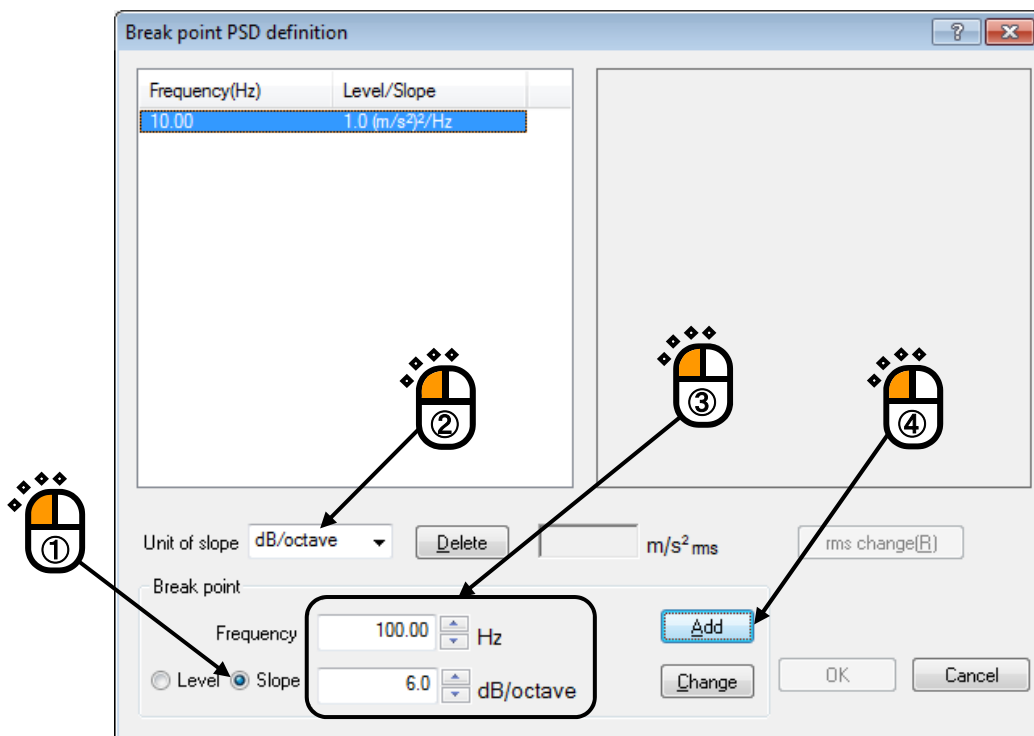 Break point PSD definition
?
Frequency(Hz) Level/Slope
10.00 1.0 (m/s²)²/Hz
②
③
④
①
Unit of slope dB/octave Delete m/s² rms rms change(R)
Break point
Frequency 100.00 Hz Add
Level Slope 6.0 dB/octave Change OK Cancel